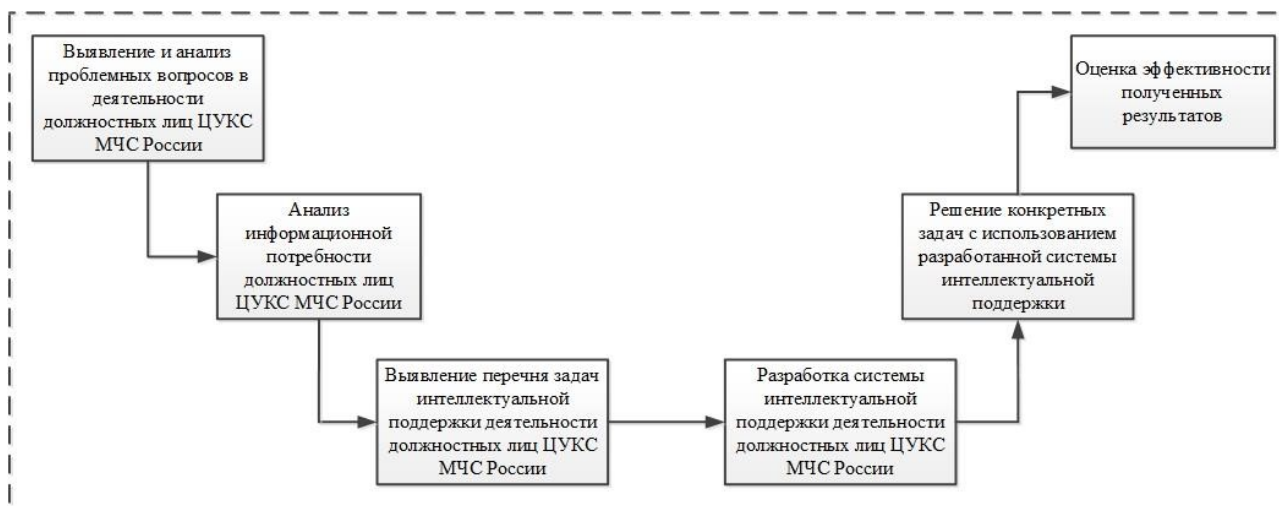 Выявление и анализ
проблемных вопросов в
деятельности
должностных лиц ЦУКС
МЧС России
Анализ
информационной
потребности
должностных лиц
ЦУКС МЧС России
Выявление перечня задач
интеллектуальной
поддержки деятельности
должностных лиц ЦУКС
МЧС России
Разработка системы
интеллектуальной
поддержки деятельности
должностных лиц ЦУКС
МЧС России
Решение конкретных
задач с использованием
разработанной системы
интеллектуальной
поддержки
Оценка эффективности
полученных
результатов